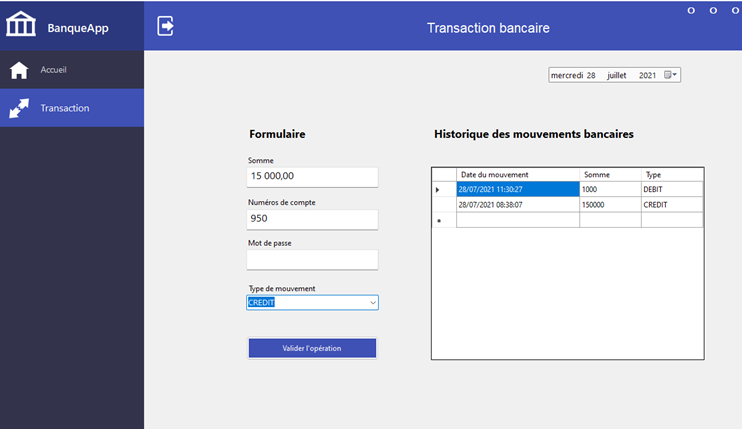 BanqueApp
Transaction bancaire
O O O
Accueil
Transaction
mercredi 28 juillet 2021
Formulaire
Somme
15 000,00
Numéros de compte
950
Mot de passe
Type de mouvement
CREDIT
Valider l'opération
Historique des mouvements bancaires
Date du mouvement Somme Type
28/07/2021 11:30:27 1000 DEBIT
28/07/2021 08:38:07 150000 CREDIT